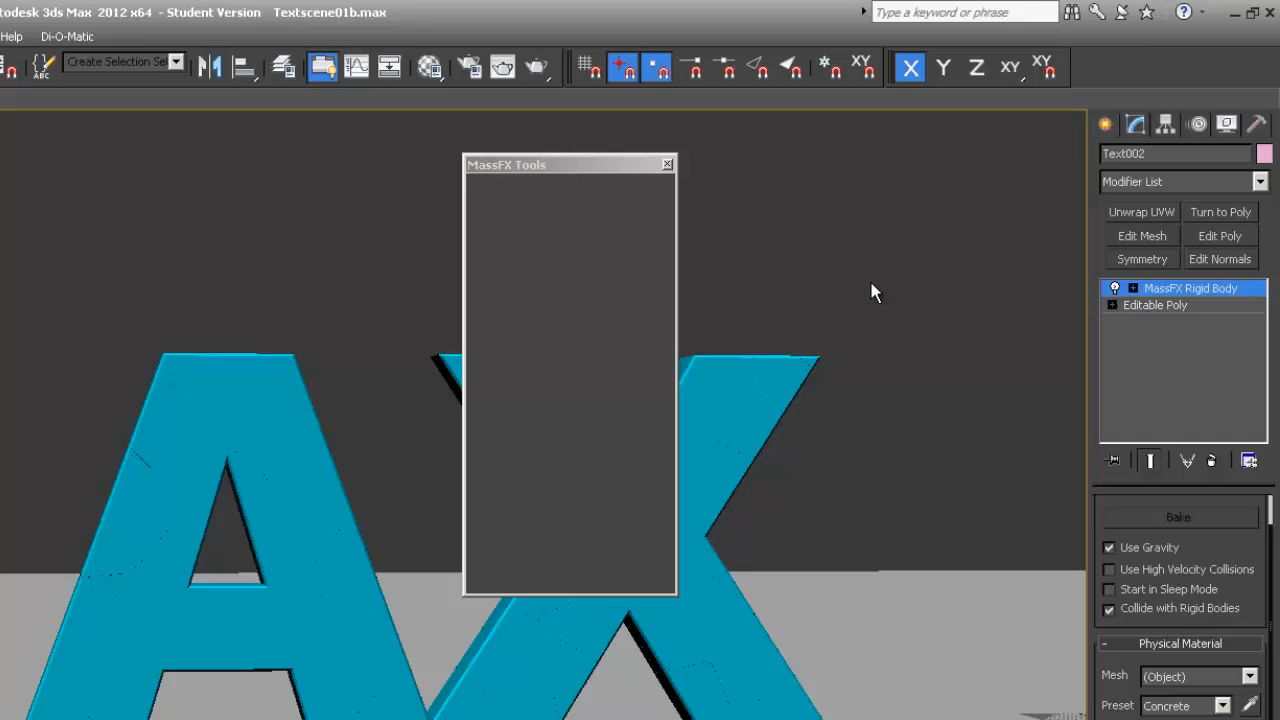 todesk 3ds Max 2012 x64 - Student Version Textscene01b.max
Type a keyword or phrase
Help Di-O-Matic
ABC
Create Selection Sel
XY
X Y Z XY XY
MassFX Tools
Text002
Modifier List
Unwrap UVW Turn to Poly
Edit Mesh Edit Poly
Symmetry Edit Normals
MassFX Rigid Body
Editable Poly
Bake
Use Gravity
Use High Velocity Collisions
Start in Sleep Mode
Collide with Rigid Bodies
- Physical Material
Mesh (Object)
Preset Concrete
A X